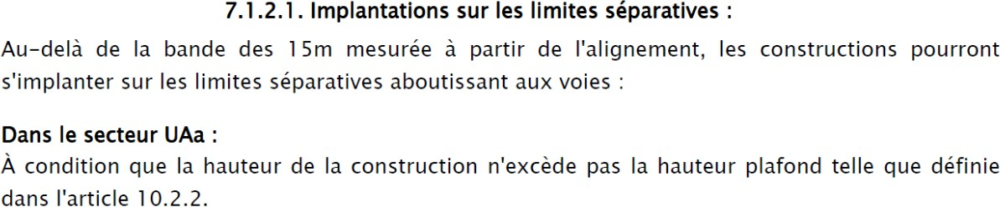 7.1.2.1. Implantations sur les limites séparatives :
Au-delà de la bande des 15m mesurée à partir de l'alignement, les constructions pourront
s'implanter sur les limites séparatives aboutissant aux voies :
Dans le secteur UAa :
À condition que la hauteur de la construction n'excède pas la hauteur plafond telle que définie
dans l'article 10.2.2.